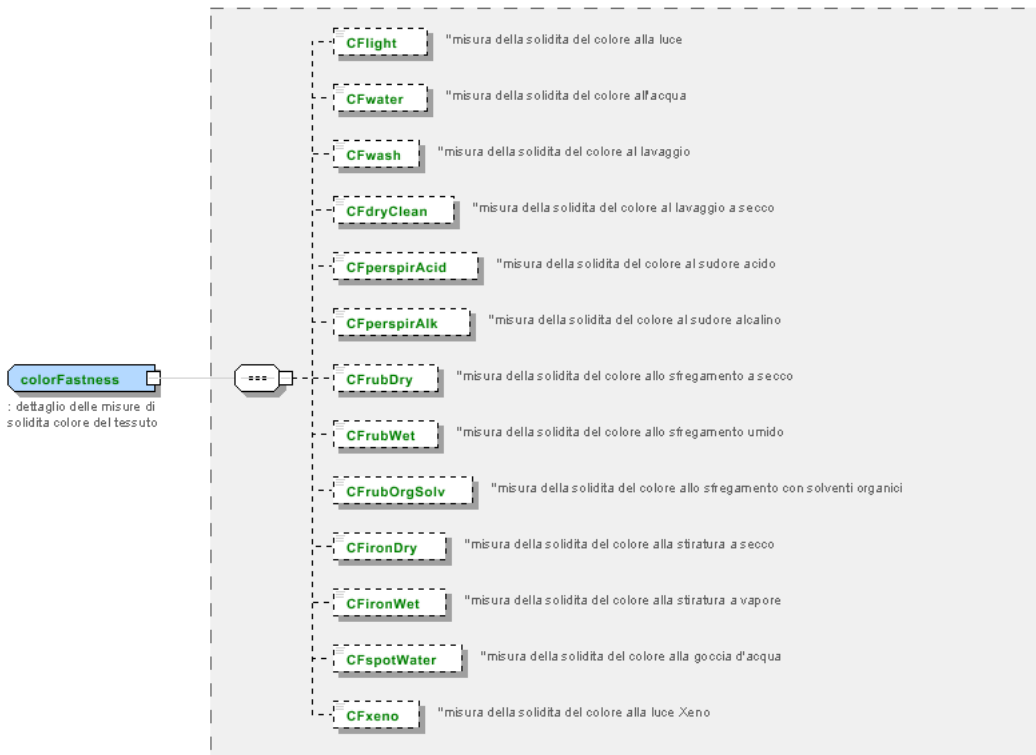 CFlight "misura della solidita del colore alla luce
CFwater "misura della solidita del colore all'acqua
CFwash "misura della solidita del colore al lavaggio
CFdryClean "misura della solidita del colore al lavaggio a secco
CFperspirAcid "misura della solidita del colore al sudore acido
CFperspirAlk "misura della solidita del colore al sudore alcalino
colorFastness
: dettaglio delle misure di
solidita colore del tessuto
CFrubDry "misura della solidita del colore allo sfregamento a secco
CFrubWet "misura della solidita del colore allo sfregamento umido
CFrubOrgSolv "misura della solidita del colore allo sfregamento con solventi organici
CFironDry "misura della solidita del colore alla stiratura a secco
CFironWet "misura della solidita del colore alla stiratura a vapore
CFspotWater "misura della solidita del colore alla goccia d'acqua
CFxeno "misura della solidita del colore alla luce Xeno